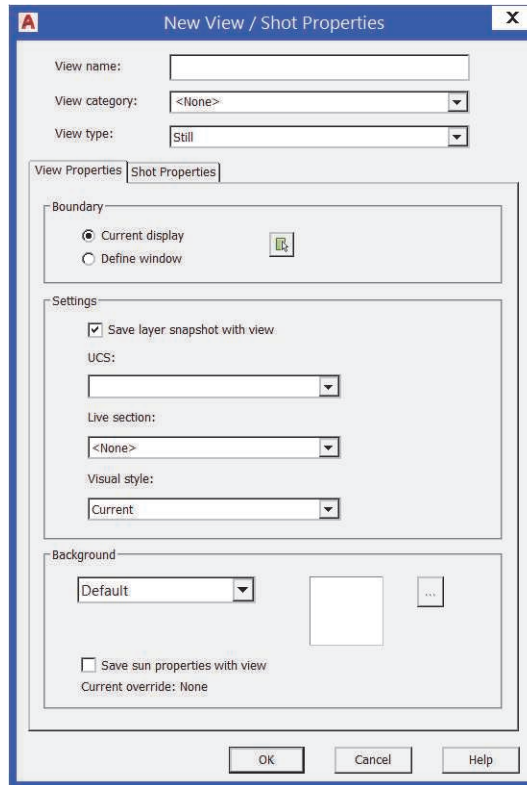 A New View / Shot Properties X
View name:
View category: <None>
View type: Still
View Properties Shot Properties
Boundary
Current display
Define window
Settings
Save layer snapshot with view
UCS:
Live section:
<None>
Visual style:
Current
Background
Default ...
Save sun properties with view
Current override: None
OK Cancel Help